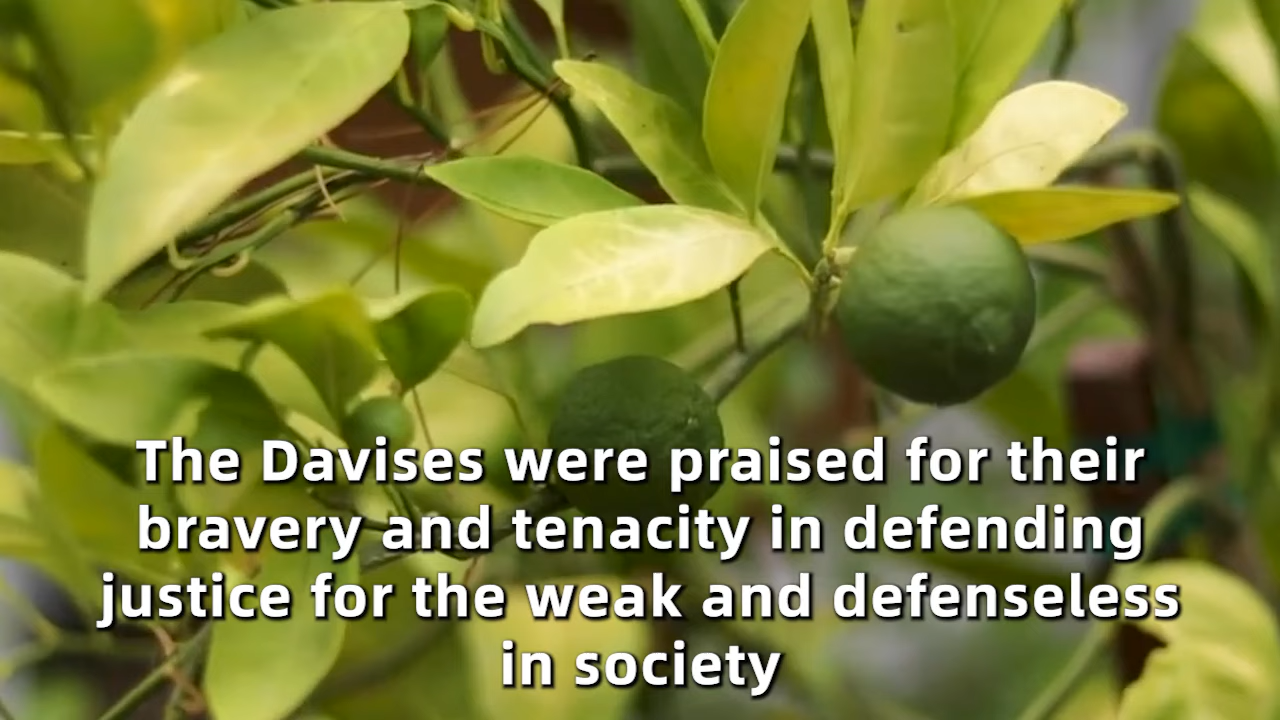 The Davises were praised for their
bravery and tenacity in defending
justice for the weak and defenseless
in society